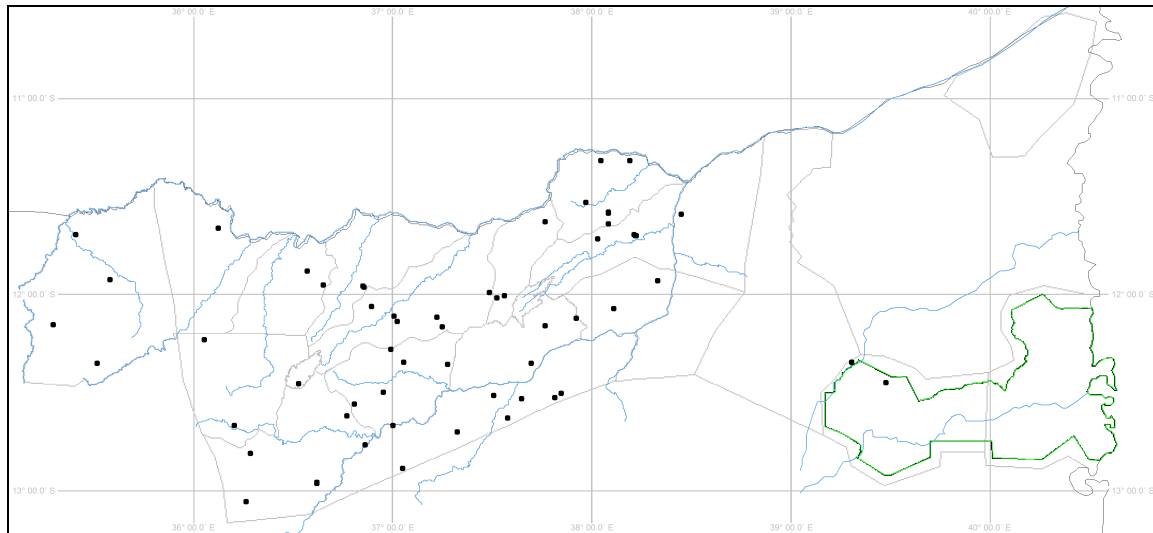 36° 00.0' E 37° 00.0' E 38° 00.0' E 39° 00.0' E 40° 00.0' E
11° 00.0' S 11° 00.0' S
12° 00.0' S 12° 00.0' S
13° 00.0' S 13° 00.0' S
36° 00.0' E 37° 00.0' E 38° 00.0' E 39° 00.0' E 40° 00.0' E